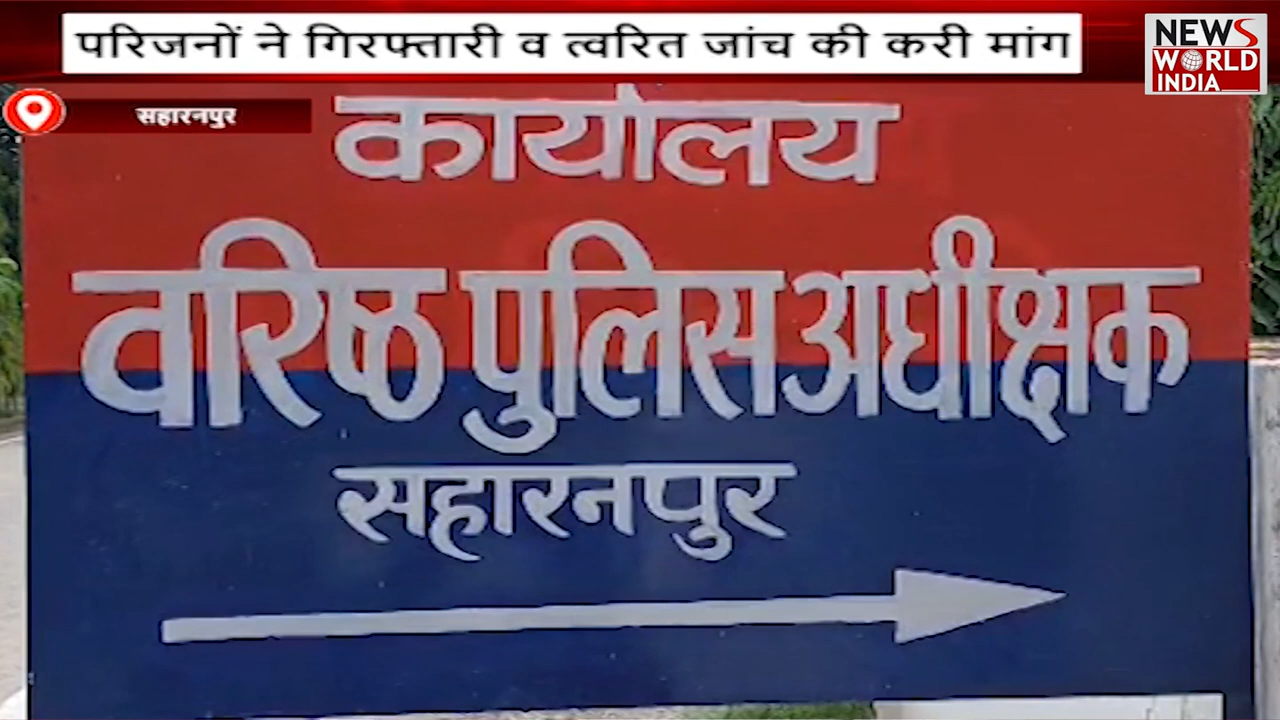 परिजनों ने गिरफ्तारी व त्वरित जांच की करी मांग
NEWS
WORLD
INDIA
सहारनपुर
कार्यालय
वरिष्ठ पुलिस अधीक्षक
सहारनपुर